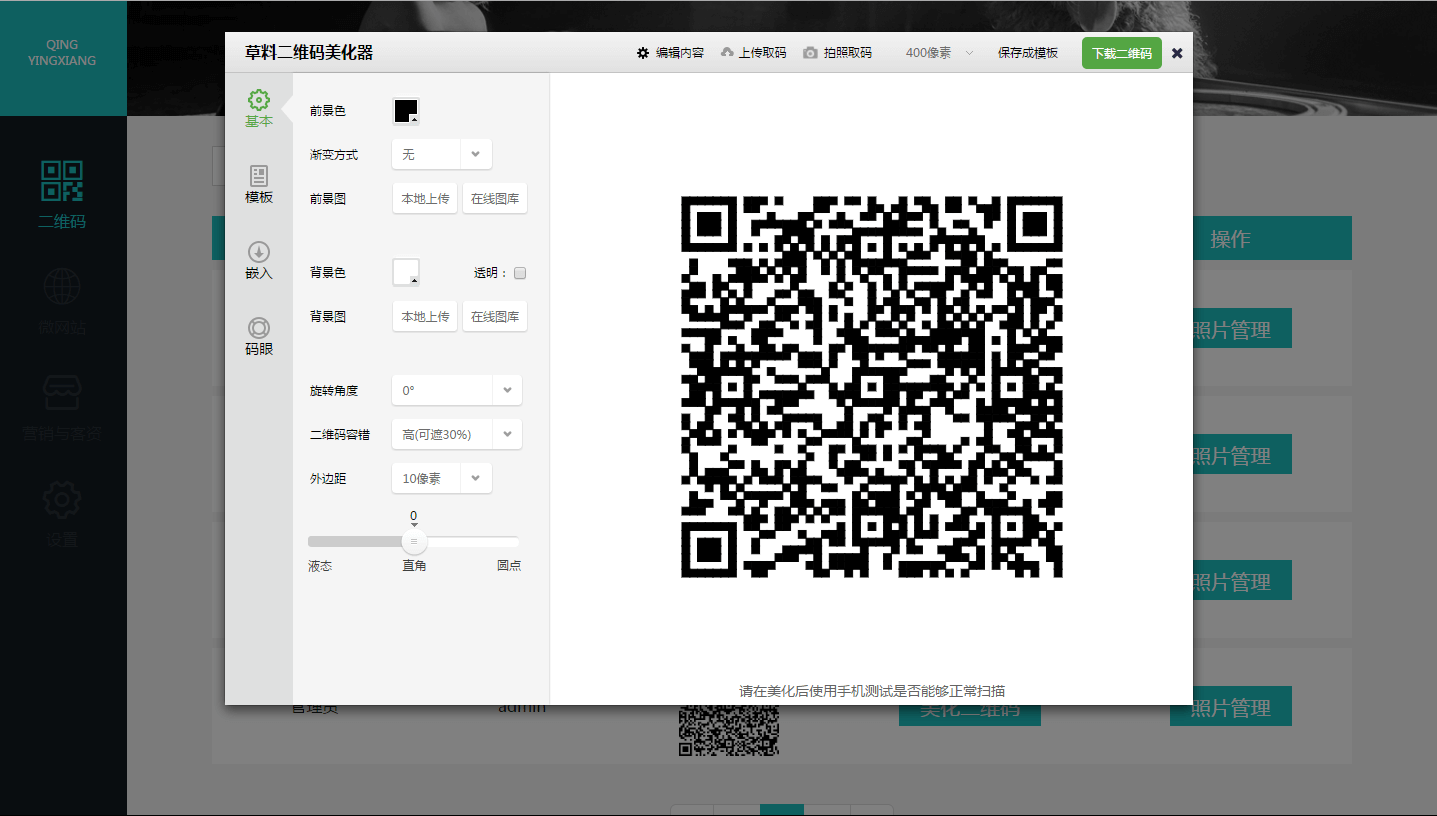 QING
YINGXIANG
二维码
微网站
营销与客资
设置
草料二维码美化器
编辑内容
上传取码
拍照取码
400像素
保存成模板
下载二维码
基本
模板
嵌入
码眼
前景色
渐变方式
无
前景图
本地上传
在线图库
背景色
透明：
背景图
本地上传
在线图库
旋转角度
0°
二维码容错
高(可遮30%)
外边距
10像素
0
液态
直角
圆点
请在美化后使用手机测试是否能够正常扫描
操作
照片管理
照片管理
照片管理
管理员
admin
美化二维码
照片管理